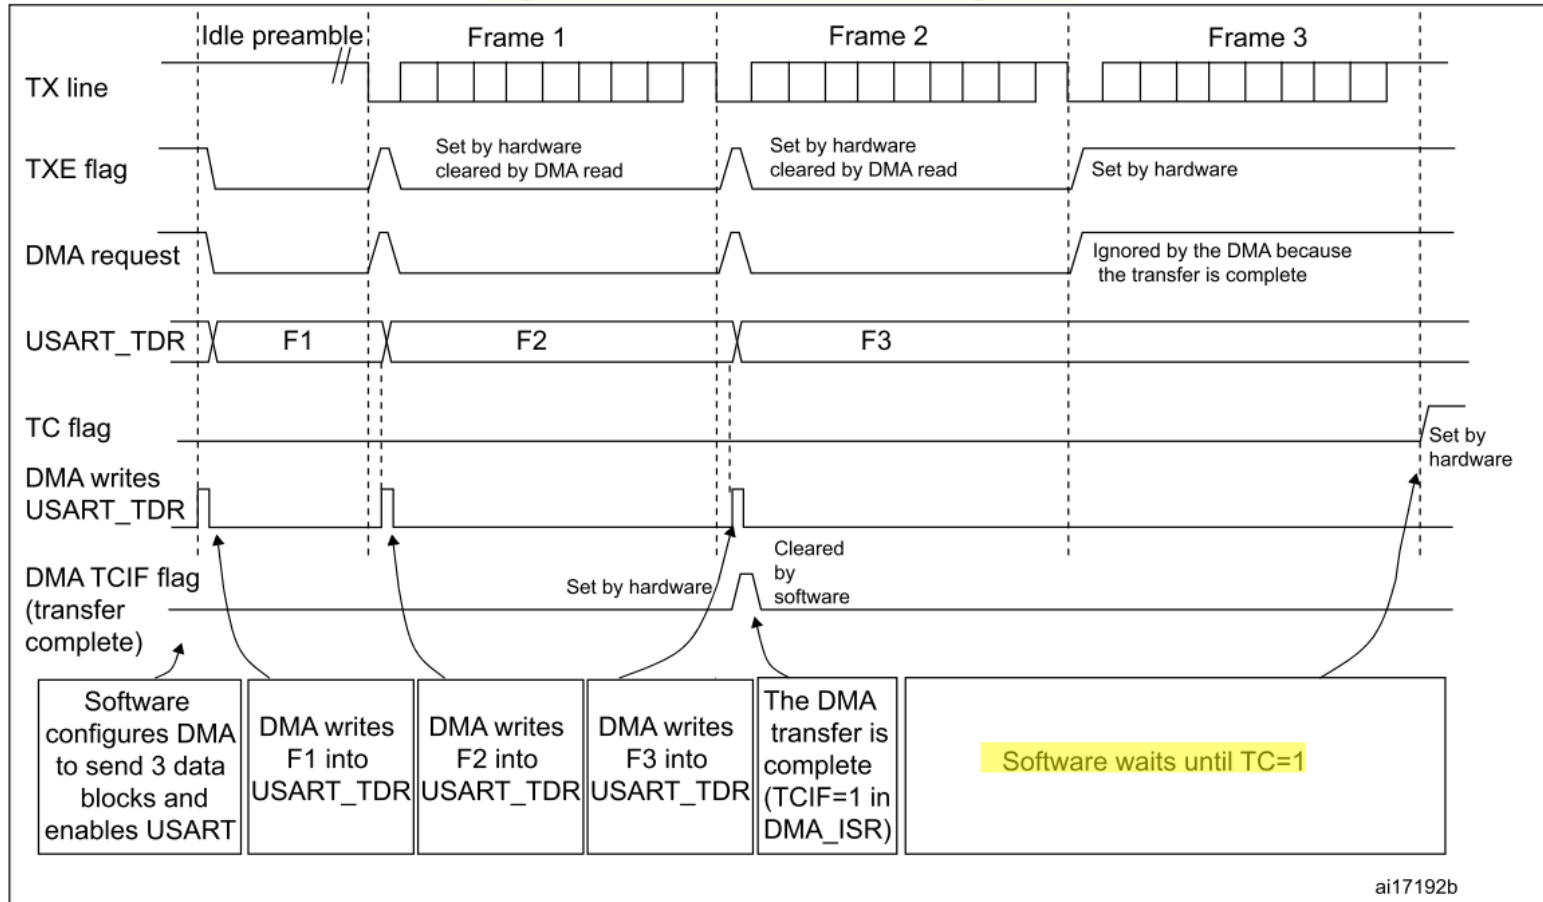 Idle preamble
Frame 1
Frame 2
Frame 3
TX line
TXE flag
Set by hardware
cleared by DMA read
Set by hardware
cleared by DMA read
Set by hardware
DMA request
Ignored by the DMA because
the transfer is complete
USART_TDR
F1
F2
F3
TC flag
Set by
hardware
DMA writes
USART_TDR
DMA TCIF flag
(transfer
complete)
Set by hardware
Cleared
by
software
Software
configures DMA
to send 3 data
blocks and
enables USART
DMA writes
F1 into
USART_TDR
DMA writes
F2 into
USART_TDR
DMA writes
F3 into
USART_TDR
The DMA
transfer is
complete
(TCIF=1 in
DMA_ISR)
Software waits until TC=1
ai17192b